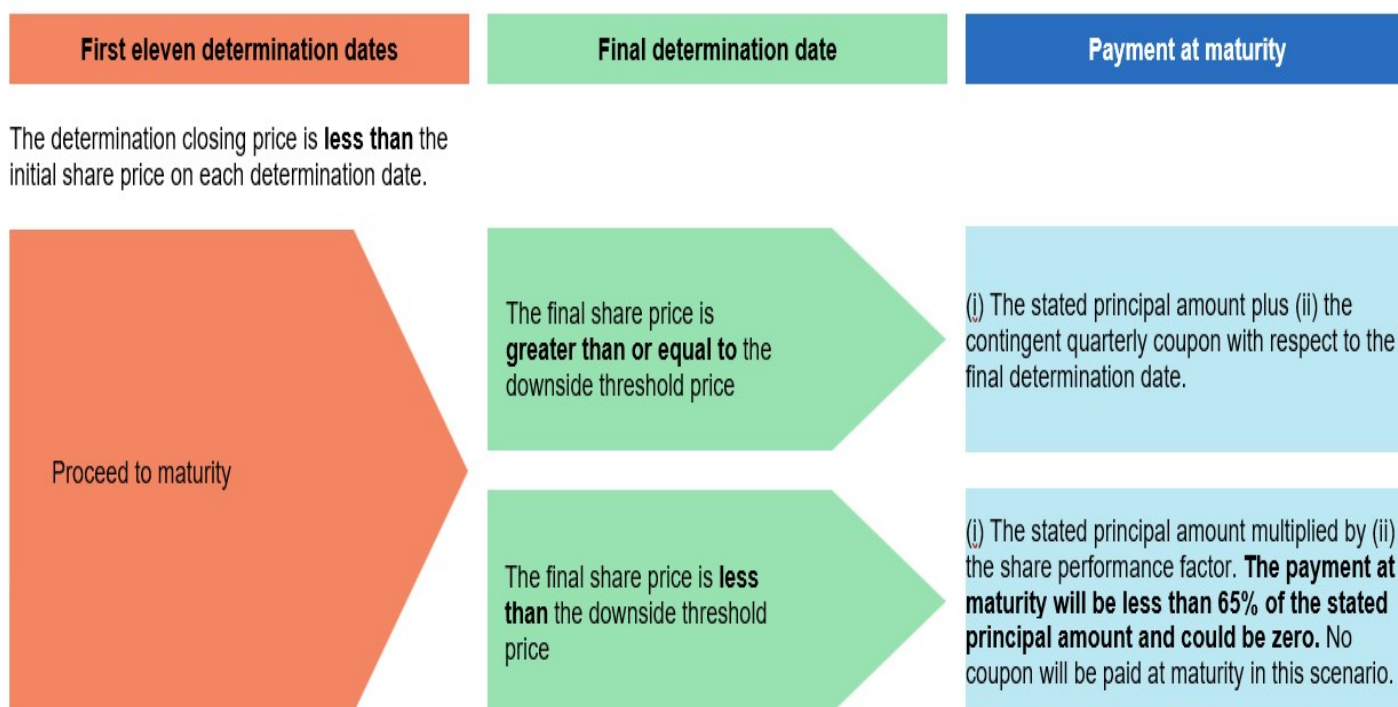 First eleven determination dates
Final determination date
Payment at maturity
The determination closing price is less than the
initial share price on each determination date.
Proceed to maturity
The final share price is
greater than or equal to the
downside threshold price
(i) The stated principal amount plus (ii) the
contingent quarterly coupon with respect to the
final determination date.
The final share price is less
than the downside threshold
price
(i) The stated principal amount multiplied by (ii)
the share performance factor. The payment at
maturity will be less than 65% of the stated
principal amount and could be zero. No
coupon will be paid at maturity in this scenario.